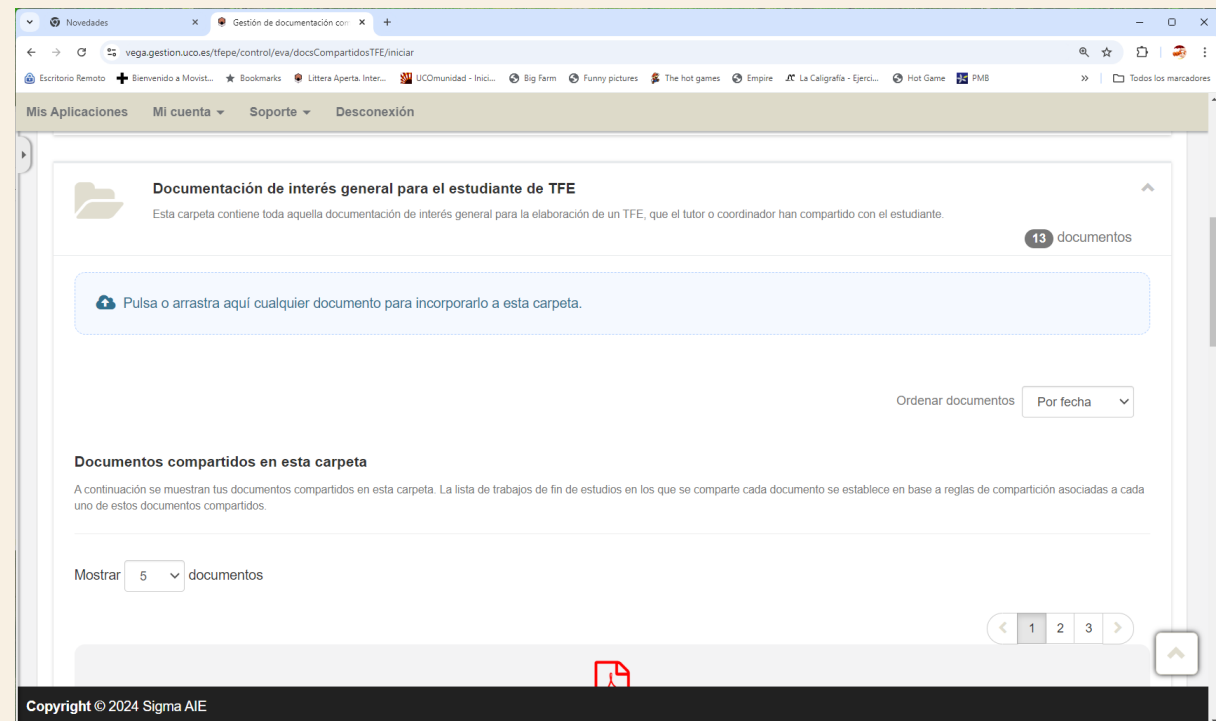 Novedades
Gestión de documentación con
vega.gestion.uco.es/tfepe/control/eva/docsCompartidosTFE/iniciar
Escritorio Remoto Bienvenido a Movist... Bookmarks Littera Aperta. Inter... UCOmunidad - Inici... Big Farm Funny pictures The hot games Empire La Caligrafía - Ejerci... Hot Game PMB » Todos los marcadores
Mis Aplicaciones Mi cuenta Soporte Desconexión
Documentación de interés general para el estudiante de TFE
Esta carpeta contiene toda aquella documentación de interés general para la elaboración de un TFE, que el tutor o coordinador han compartido con el estudiante.
13 documentos
Pulsa o arrastra aquí cualquier documento para incorporarlo a esta carpeta.
Ordenar documentos Por fecha
Documentos compartidos en esta carpeta
A continuación se muestran tus documentos compartidos en esta carpeta. La lista de trabajos de fin de estudios en los que se comparte cada documento se establece en base a reglas de compartición asociadas a cada
uno de estos documentos compartidos.
Mostrar 5 documentos
1 2 3
Copyright © 2024 Sigma AIE